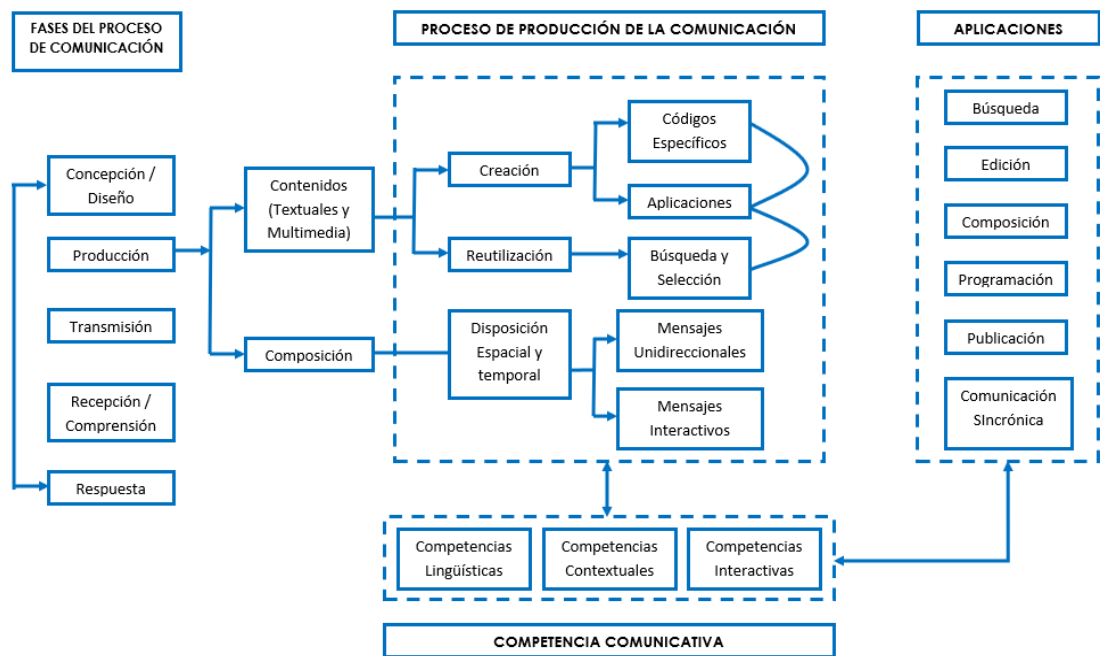 FASES DEL PROCESO
DE COMUNICACIÓN
PROCESO DE PRODUCCIÓN DE LA COMUNICACIÓN
APLICACIONES
Concepción /
Diseño
Producción
Transmisión
Recepción /
Comprensión
Respuesta
Contenidos
(Textuales y
Multimedia)
Composición
Creación
Reutilización
Disposición
Espacial y
temporal
Códigos
Específicos
Aplicaciones
Búsqueda y
Selección
Mensajes
Unidireccionales
Mensajes
Interactivos
Búsqueda
Edición
Composición
Programación
Publicación
Comunicación
SIncrónica
Competencias
Lingüísticas
Competencias
Contextuales
Competencias
Interactivas
COMPETENCIA COMUNICATIVA